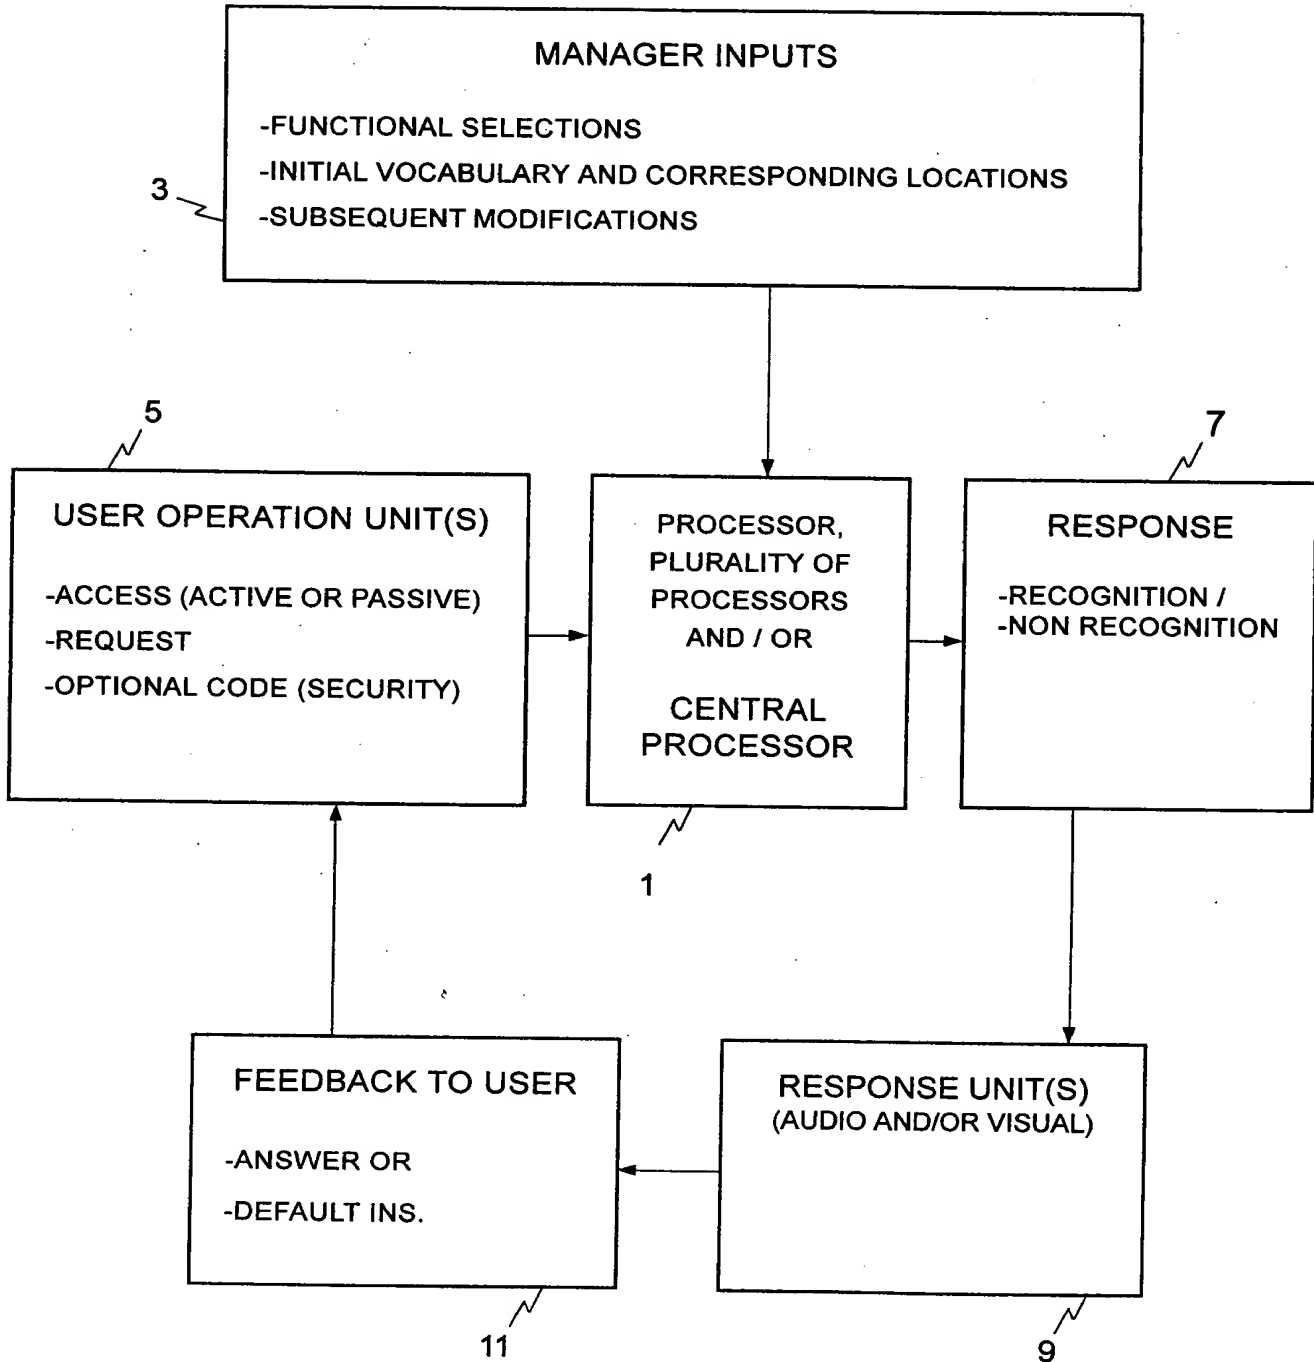 MANAGER INPUTS
-FUNCTIONAL SELECTIONS
-INITIAL VOCABULARY AND CORRESPONDING LOCATIONS
-SUBSEQUENT MODIFICATIONS
3
5
USER OPERATION UNIT(S)
-ACCESS (ACTIVE OR PASSIVE)
-REQUEST
-OPTIONAL CODE (SECURITY)
PROCESSOR,
PLURALITY OF
PROCESSORS
AND / OR
CENTRAL
PROCESSOR
1
7
RESPONSE
-RECOGNITION /
-NON RECOGNITION
FEEDBACK TO USER
-ANSWER OR
-DEFAULT INS.
11
RESPONSE UNIT(S)
(AUDIO AND/OR VISUAL)
9